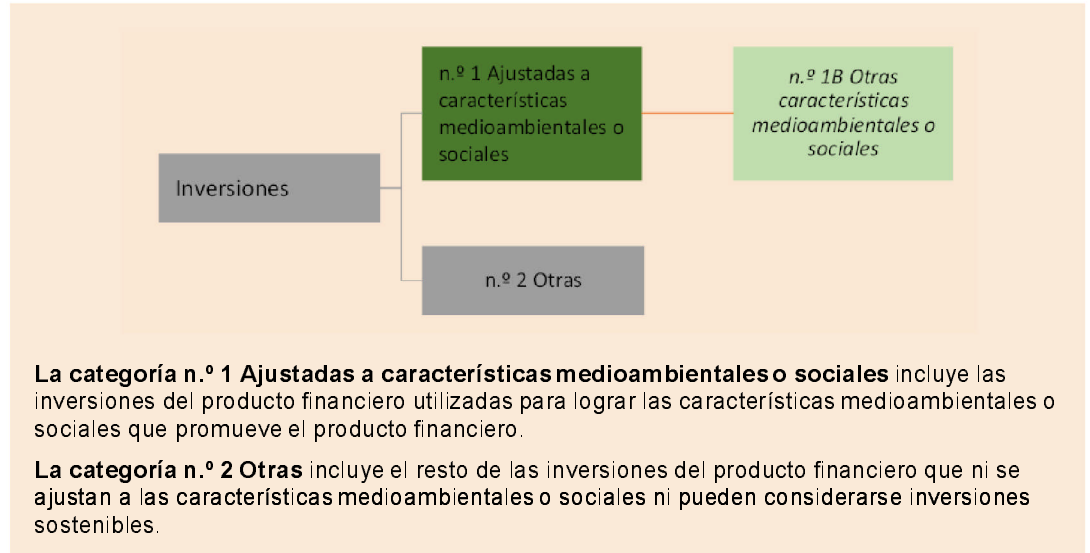 n.º 1 Ajustadas a
características
medioambientales o
sociales
n.º 1B Otras
características
medioambientales o
sociales
Inversiones
n.º 2 Otras
La categoría n.º 1 Ajustadas a características medioambientales o sociales incluye las
inversiones del producto financiero utilizadas para lograr las características medioambientales o
sociales que promueve el producto financiero.
La categoría n.º 2 Otras incluye el resto de las inversiones del producto financiero que ni se
ajustan a las características medioambientales o sociales ni pueden considerarse inversiones
sostenibles.